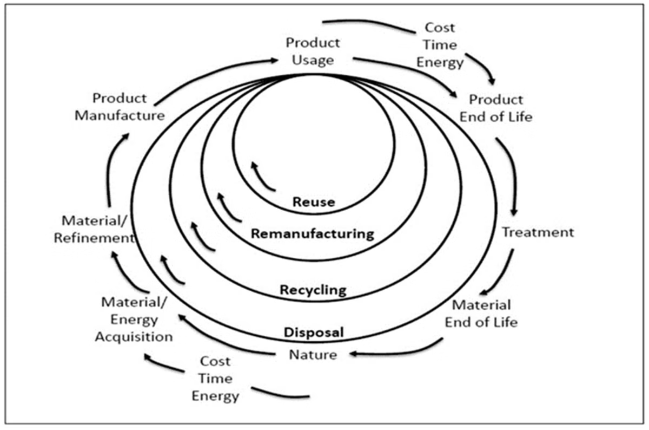 Cost
Time
Energy
Product
Usage
Product
End of Life
Product
Manufacture
Reuse
Material/
Refinement
Remanufacturing
Treatment
Recycling
Material/
Energy
Acquisition
Material
End of Life
Disposal
Nature
Cost
Time
Energy